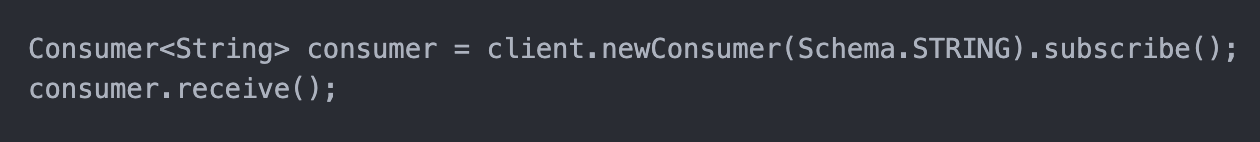 Consumer<String> consumer = client.newConsumer(Schema.STRING).subscribe();
consumer.receive();